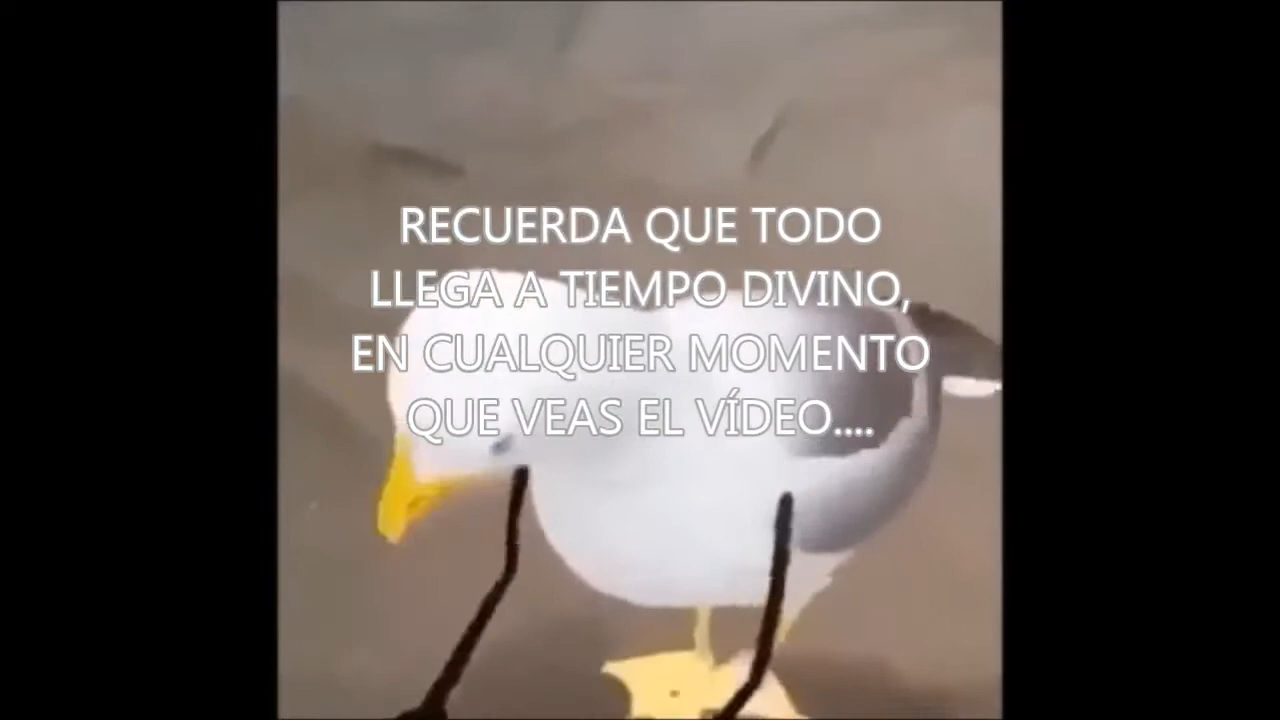 RECUERDA QUE TODO
LLEGA A TIEMPO DIVINO,
EN CUALQUIER MOMENTO
QUE VEAS EL VÍDEO....